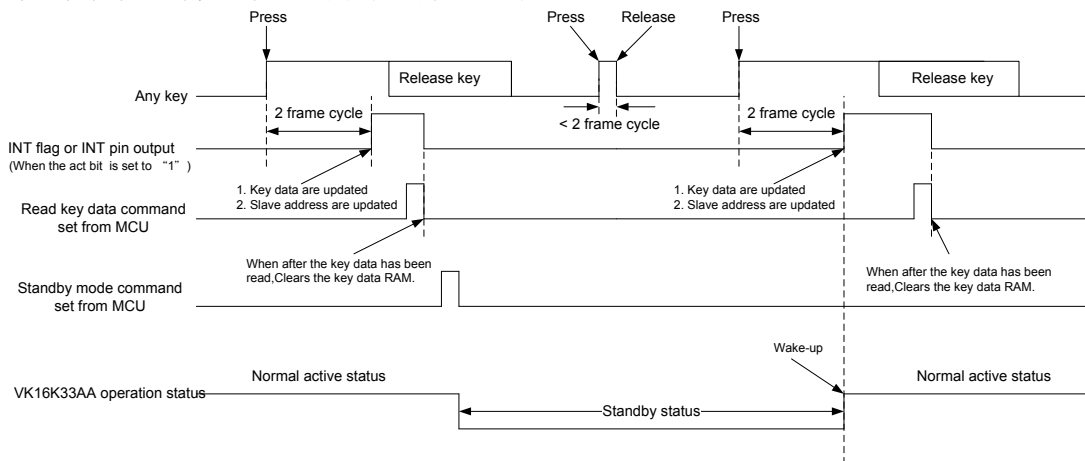 Press Press Release Press
Release key Release key
Any key
2 frame cycle < 2 frame cycle 2 frame cycle
INT flag or INT pin output
(When the act bit is set to “1” )
1. Key data are updated
2. Slave address are updated
1. Key data are updated
2. Slave address are updated
Read key data command
set from MCU
When after the key data has been
read,Clears the key data RAM.
When after the key data has been
read,Clears the key data RAM.
Standby mode command
set from MCU
Wake-up
Normal active status Normal active status
VK16K33AA operation status
Standby status